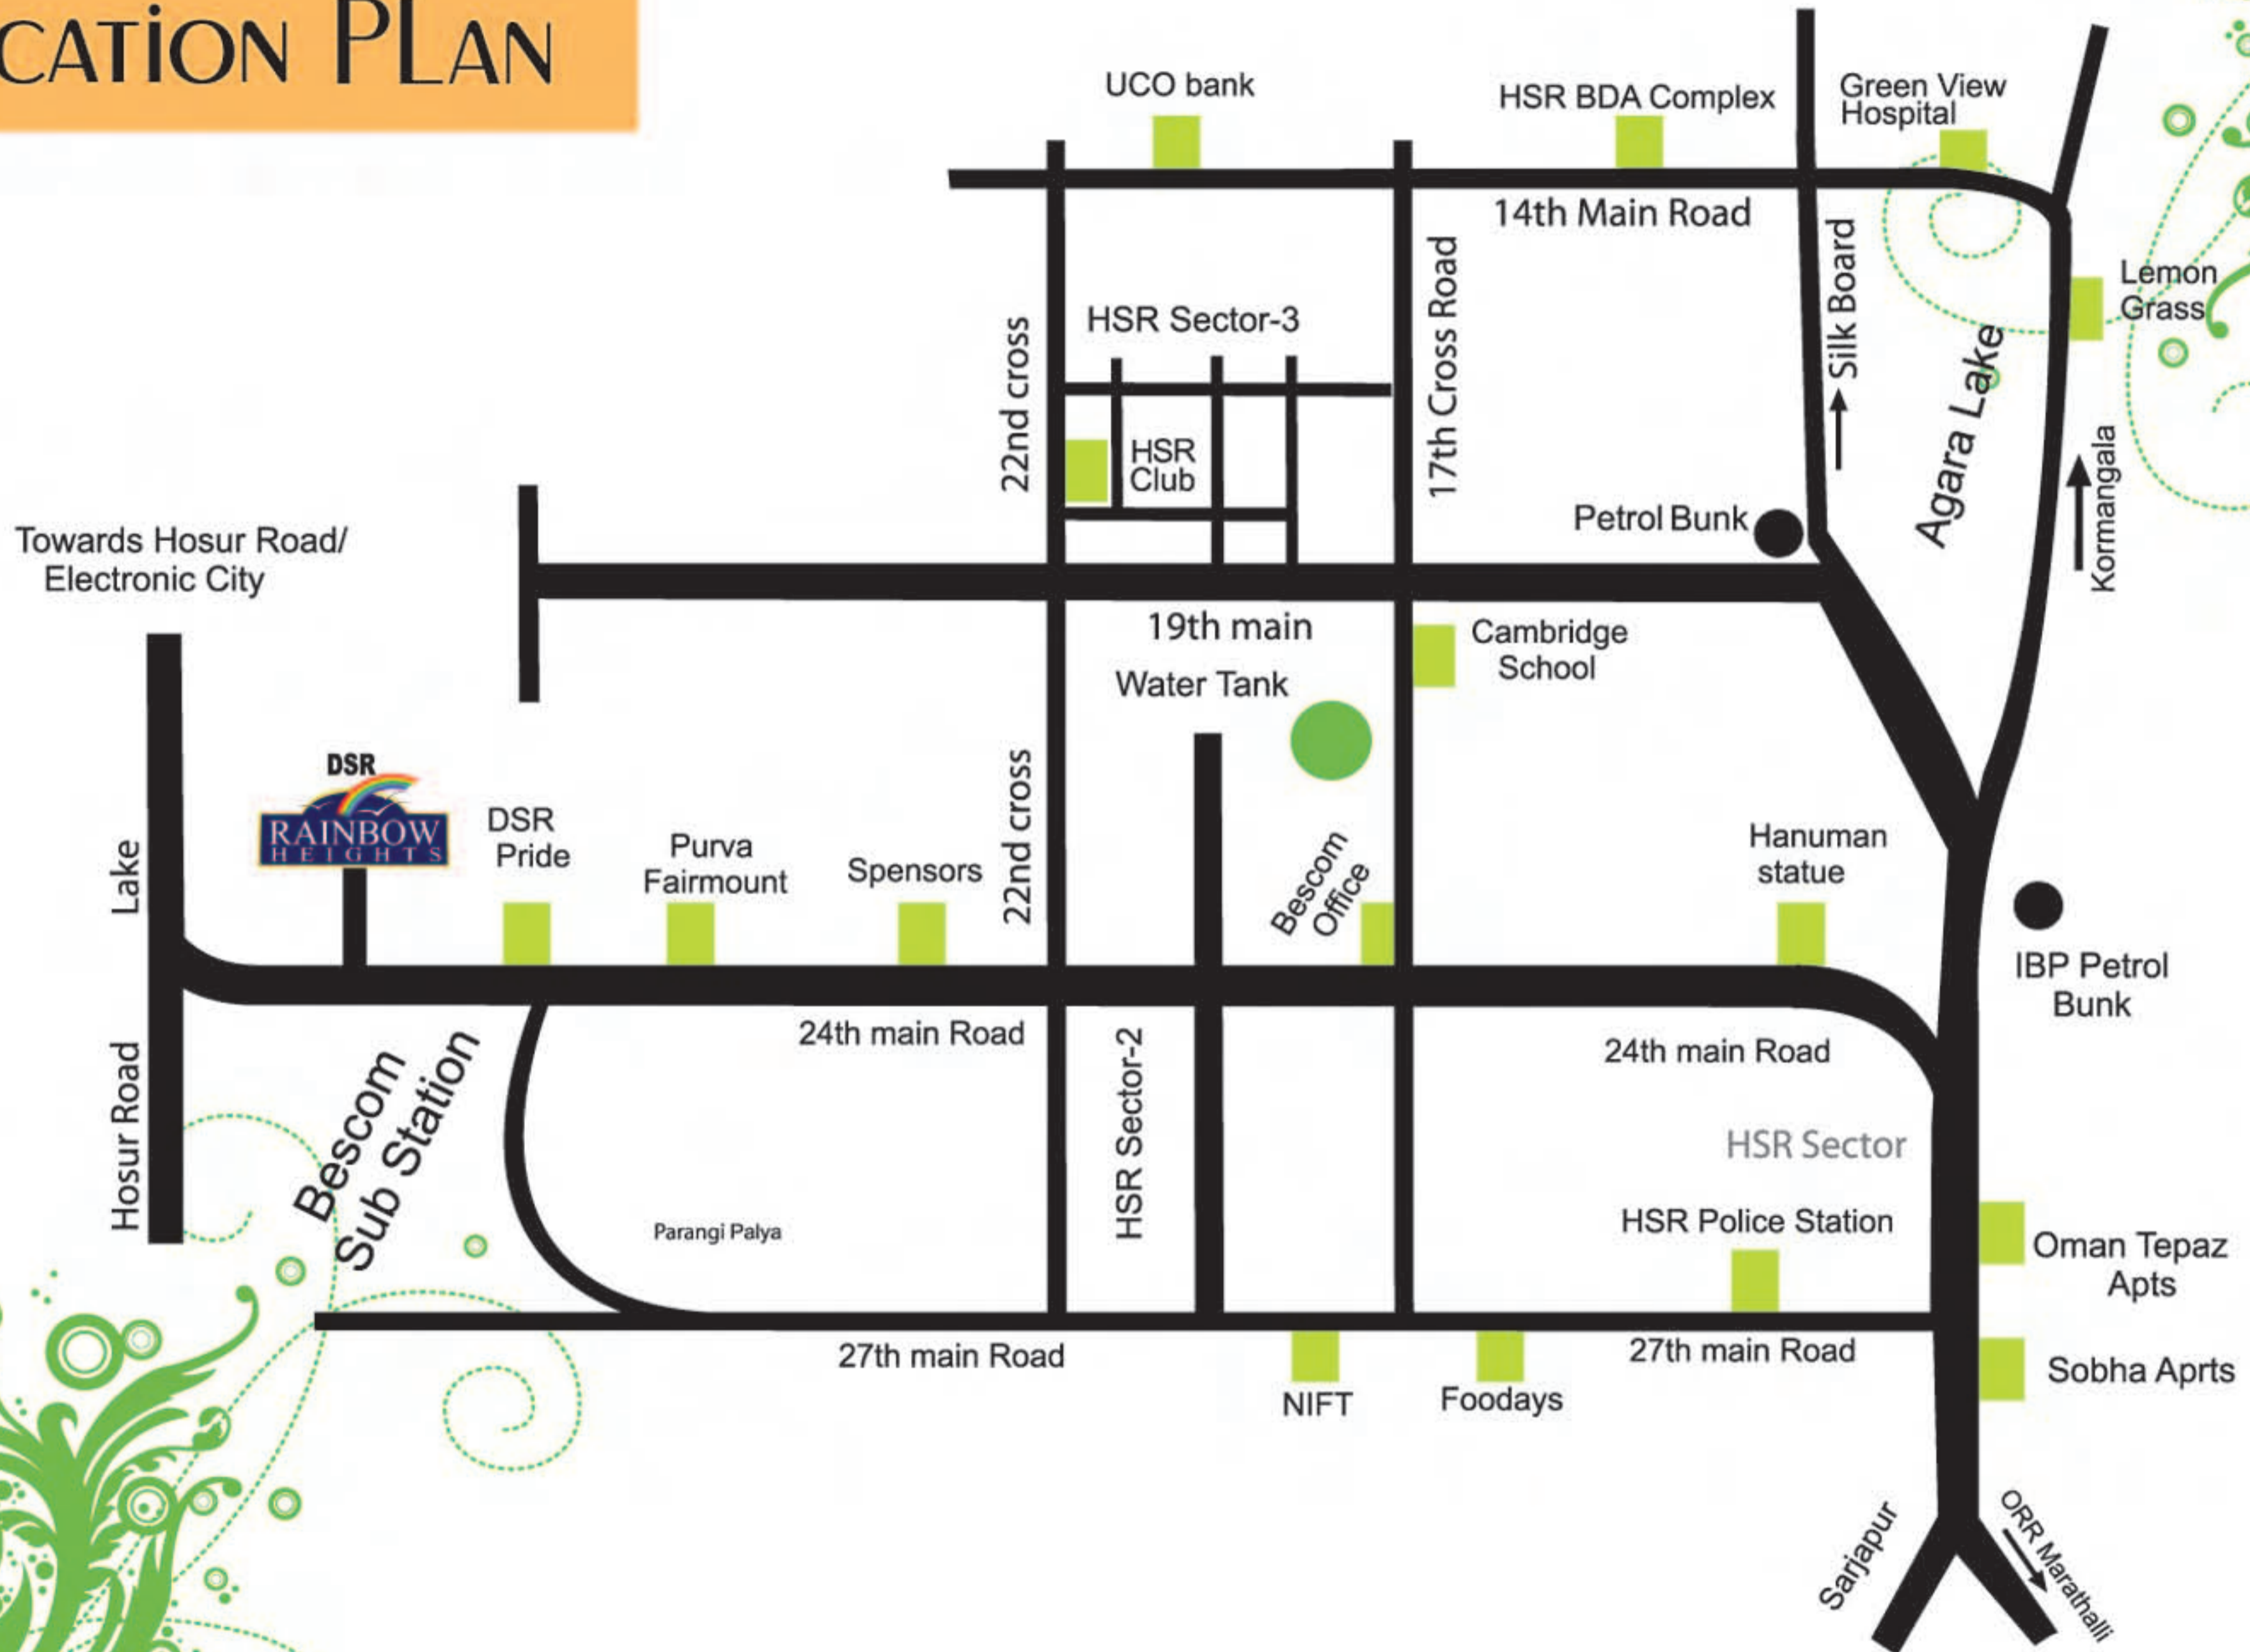 CATION PLAN
UCO bank
HSR BDA Complex
Green View
Hospital
14th Main Road
Lemon
Grass
Silk Board
Agara Lake
Kormangala
22nd cross
HSR Sector-3
17th Cross Road
HSR
Club
Petrol Bunk
Towards Hosur Road/
Electronic City
19th main
Cambridge
School
Water Tank
DSR
RAINBOW
HEIGHTS
DSR
Pride
Purva
Fairmount
Spensors
22nd cross
Bescom
Office
Hanuman
statue
Lake
IBP Petrol
Bunk
24th main Road
24th main Road
Hosur Road
Bescom
Sub Station
HSR Sector-2
HSR Sector
Parangi Palya
HSR Police Station
Oman Tepaz
Apts
27th main Road
27th main Road
NIFT
Foodays
Sobha Aprts
Sarjapur
ORR Marathalli